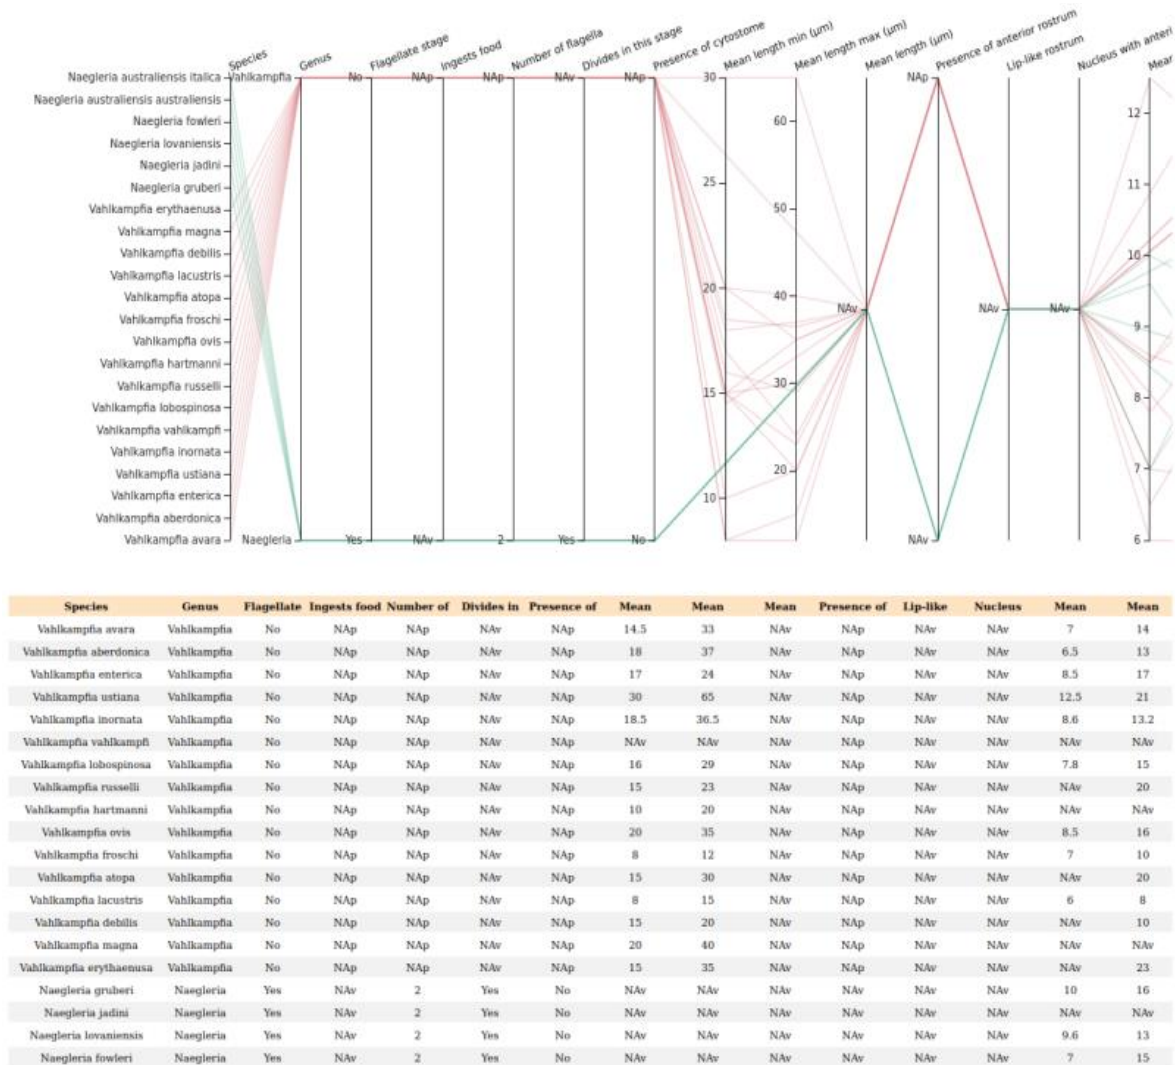 Species Genus Flagellate stage Ingests food Number of flagella Divides in this stage Presence of cytostome Mean length min (µm) Mean length max (µm) Mean length (µm) Presence of anterior rostrum Lip-like rostrum Nucleus with anteri Mear
Naegleria australiensis italica Vahlkampfia No NAp NAp NAv NAp 30 NAp
Naegleria australiensis australiensis
12
Naegleria fowleri 60
Naegleria lovaniensis
Naegleria jadini
25 11
Naegleria gruberi
Vahlkampfia erythaenusa 50
Vahlkampfia magna
Vahlkampfia debilis 10
Vahlkampfia lacustris
20
Vahlkampfia atopa 40
NAv NAv NAv
Vahlkampfia froschi 9
Vahlkampfia ovis
Vahlkampfia hartmanni
Vahlkampfia russelli 30
15 8
Vahlkampfia lobospinosa
Vahlkampfia vahlkampfi
Vahlkampfia inornata
20 7
Vahlkampfia ustiana
Vahlkampfia enterica 10
Vahlkampfia aberdonica
Vahlkampfia avara Naegleria Yes NAv 2 Yes No NAv 6
Species Genus Flagellate Ingests food Number of Divides in Presence of Mean Mean Mean Presence of Lip-like Nucleus Mean Mean
Vahlkampfia avara Vahlkampfia No NAp NAp NAv NAp 14.5 33 NAv NAp NAv NAv 7 14
Vahlkampfia aberdonica Vahlkampfia No NAp NAp NAv NAp 18 37 NAv NAp NAv NAv 6.5 13
Vahlkampfia enterica Vahlkampfia No NAp NAp NAv NAp 17 24 NAv NAp NAv NAv 8.5 17
Vahlkampfia ustiana Vahlkampfia No NAp NAp NAv NAp 30 65 NAv NAp NAv NAv 12.5 21
Vahlkampfia inornata Vahlkampfia No NAp NAp NAv NAp 18.5 36.5 NAv NAp NAv NAv 8.6 13.2
Vahlkampfia vahlkampfi Vahlkampfia No NAp NAp NAv NAp NAv NAv NAv NAp NAv NAv NAv NAv
Vahlkampfia lobospinosa Vahlkampfia No NAp NAp NAv NAp 16 29 NAv NAp NAv NAv 7.8 15
Vahlkampfia russelli Vahlkampfia No NAp NAp NAv NAp 15 23 NAv NAp NAv NAv NAv 20
Vahlkampfia hartmanni Vahlkampfia No NAp NAp NAv NAp 10 20 NAv NAp NAv NAv NAv NAv
Vahlkampfia ovis Vahlkampfia No NAp NAp NAv NAp 20 35 NAv NAp NAv NAv 8.5 16
Vahlkampfia froschi Vahlkampfia No NAp NAp NAv NAp 8 12 NAv NAp NAv NAv 7 10
Vahlkampfia atopa Vahlkampfia No NAp NAp NAv NAp 15 30 NAv NAp NAv NAv NAv 20
Vahlkampfia lacustris Vahlkampfia No NAp NAp NAv NAp 8 15 NAv NAp NAv NAv 6 8
Vahlkampfia debilis Vahlkampfia No NAp NAp NAv NAp 15 20 NAv NAp NAv NAv NAv 10
Vahlkampfia magna Vahlkampfia No NAp NAp NAv NAp 20 40 NAv NAp NAv NAv NAv NAv
Vahlkampfia erythaenusa Vahlkampfia No NAp NAp NAv NAp 15 35 NAv NAp NAv NAv NAv 23
Naegleria gruberi Naegleria Yes NAv 2 Yes No NAv NAv NAv NAv NAv NAv 10 16
Naegleria jadini Naegleria Yes NAv 2 Yes No NAv NAv NAv NAv NAv NAv NAv NAv
Naegleria lovaniensis Naegleria Yes NAv 2 Yes No NAv NAv NAv NAv NAv NAv 9.6 13
Naegleria fowleri Naegleria Yes NAv 2 Yes No NAv NAv NAv NAv NAv NAv 7 15